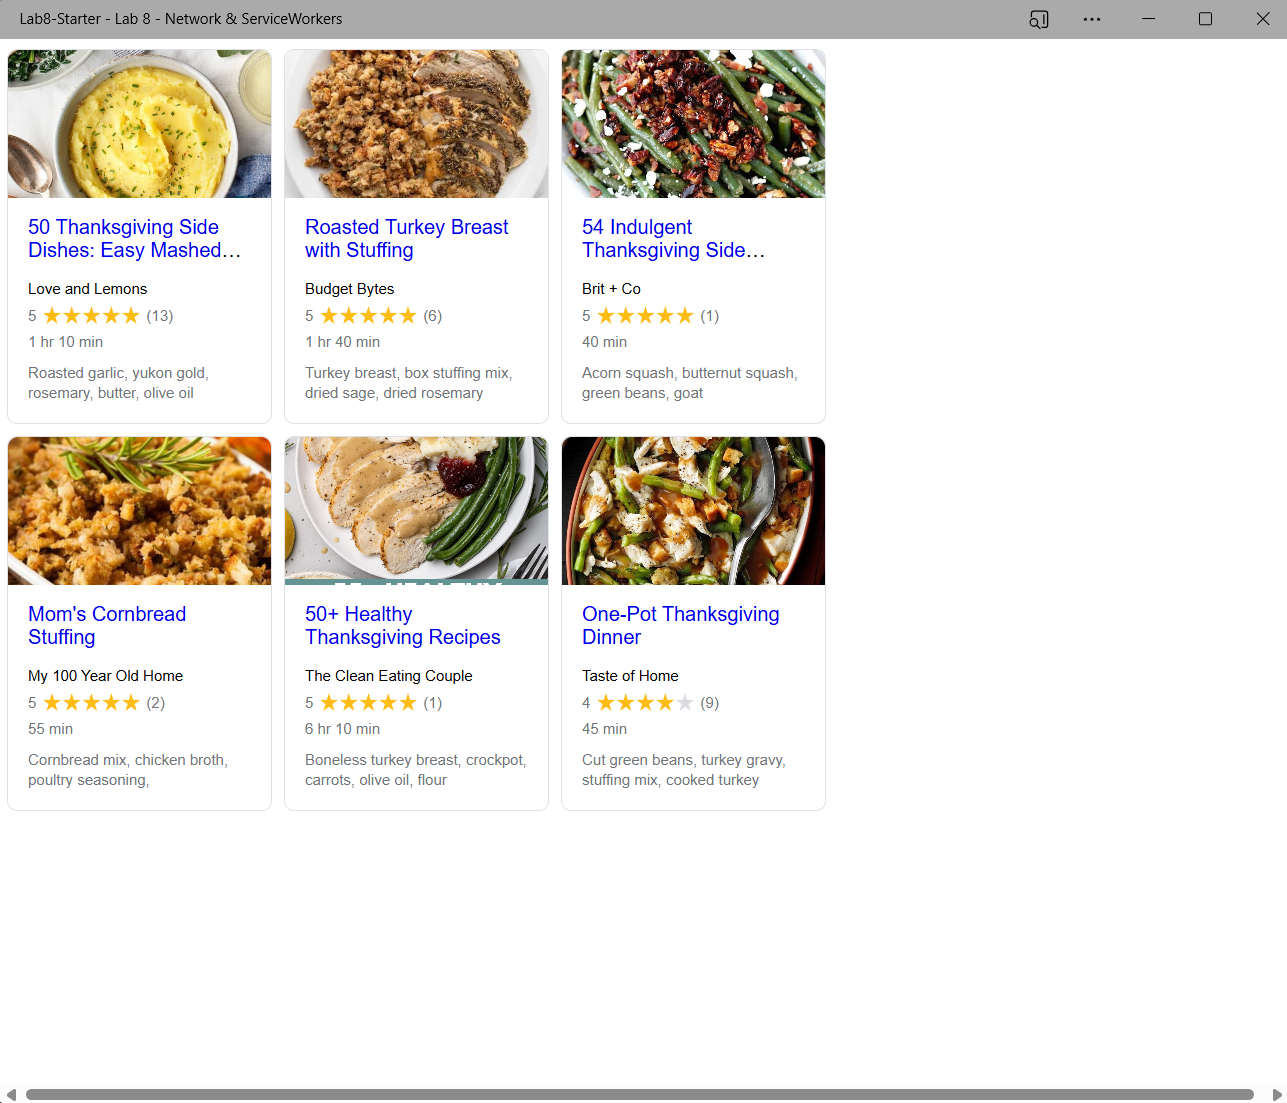 Lab8-Starter - Lab 8 - Network & ServiceWorkers
50 Thanksgiving Side
Dishes: Easy Mashed…
Love and Lemons
5 ★★★★★ (13)
1 hr 10 min
Roasted garlic, yukon gold,
rosemary, butter, olive oil
Roasted Turkey Breast
with Stuffing
Budget Bytes
5 ★★★★★ (6)
1 hr 40 min
Turkey breast, box stuffing mix,
dried sage, dried rosemary
54 Indulgent
Thanksgiving Side…
Brit + Co
5 ★★★★★ (1)
40 min
Acorn squash, butternut squash,
green beans, goat
Mom's Cornbread
Stuffing
My 100 Year Old Home
5 ★★★★★ (2)
55 min
Cornbread mix, chicken broth,
poultry seasoning,
50+ Healthy
Thanksgiving Recipes
The Clean Eating Couple
5 ★★★★★ (1)
6 hr 10 min
Boneless turkey breast, crockpot,
carrots, olive oil, flour
One-Pot Thanksgiving
Dinner
Taste of Home
4 ★★★★★ (9)
45 min
Cut green beans, turkey gravy,
stuffing mix, cooked turkey